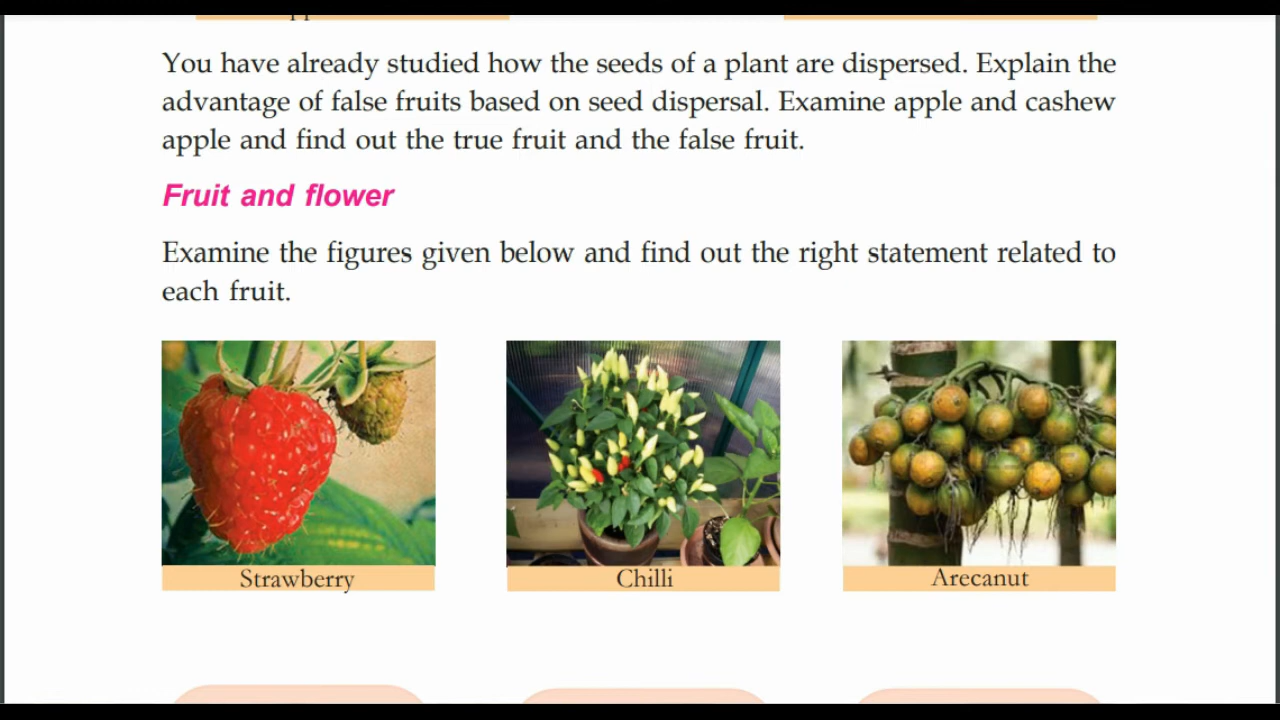 You have already studied how the seeds of a plant are dispersed. Explain the
advantage of false fruits based on seed dispersal. Examine apple and cashew
apple and find out the true fruit and the false fruit.
Fruit and flower
Examine the figures given below and find out the right statement related to
each fruit.
Strawberry
Chilli
Arecanut